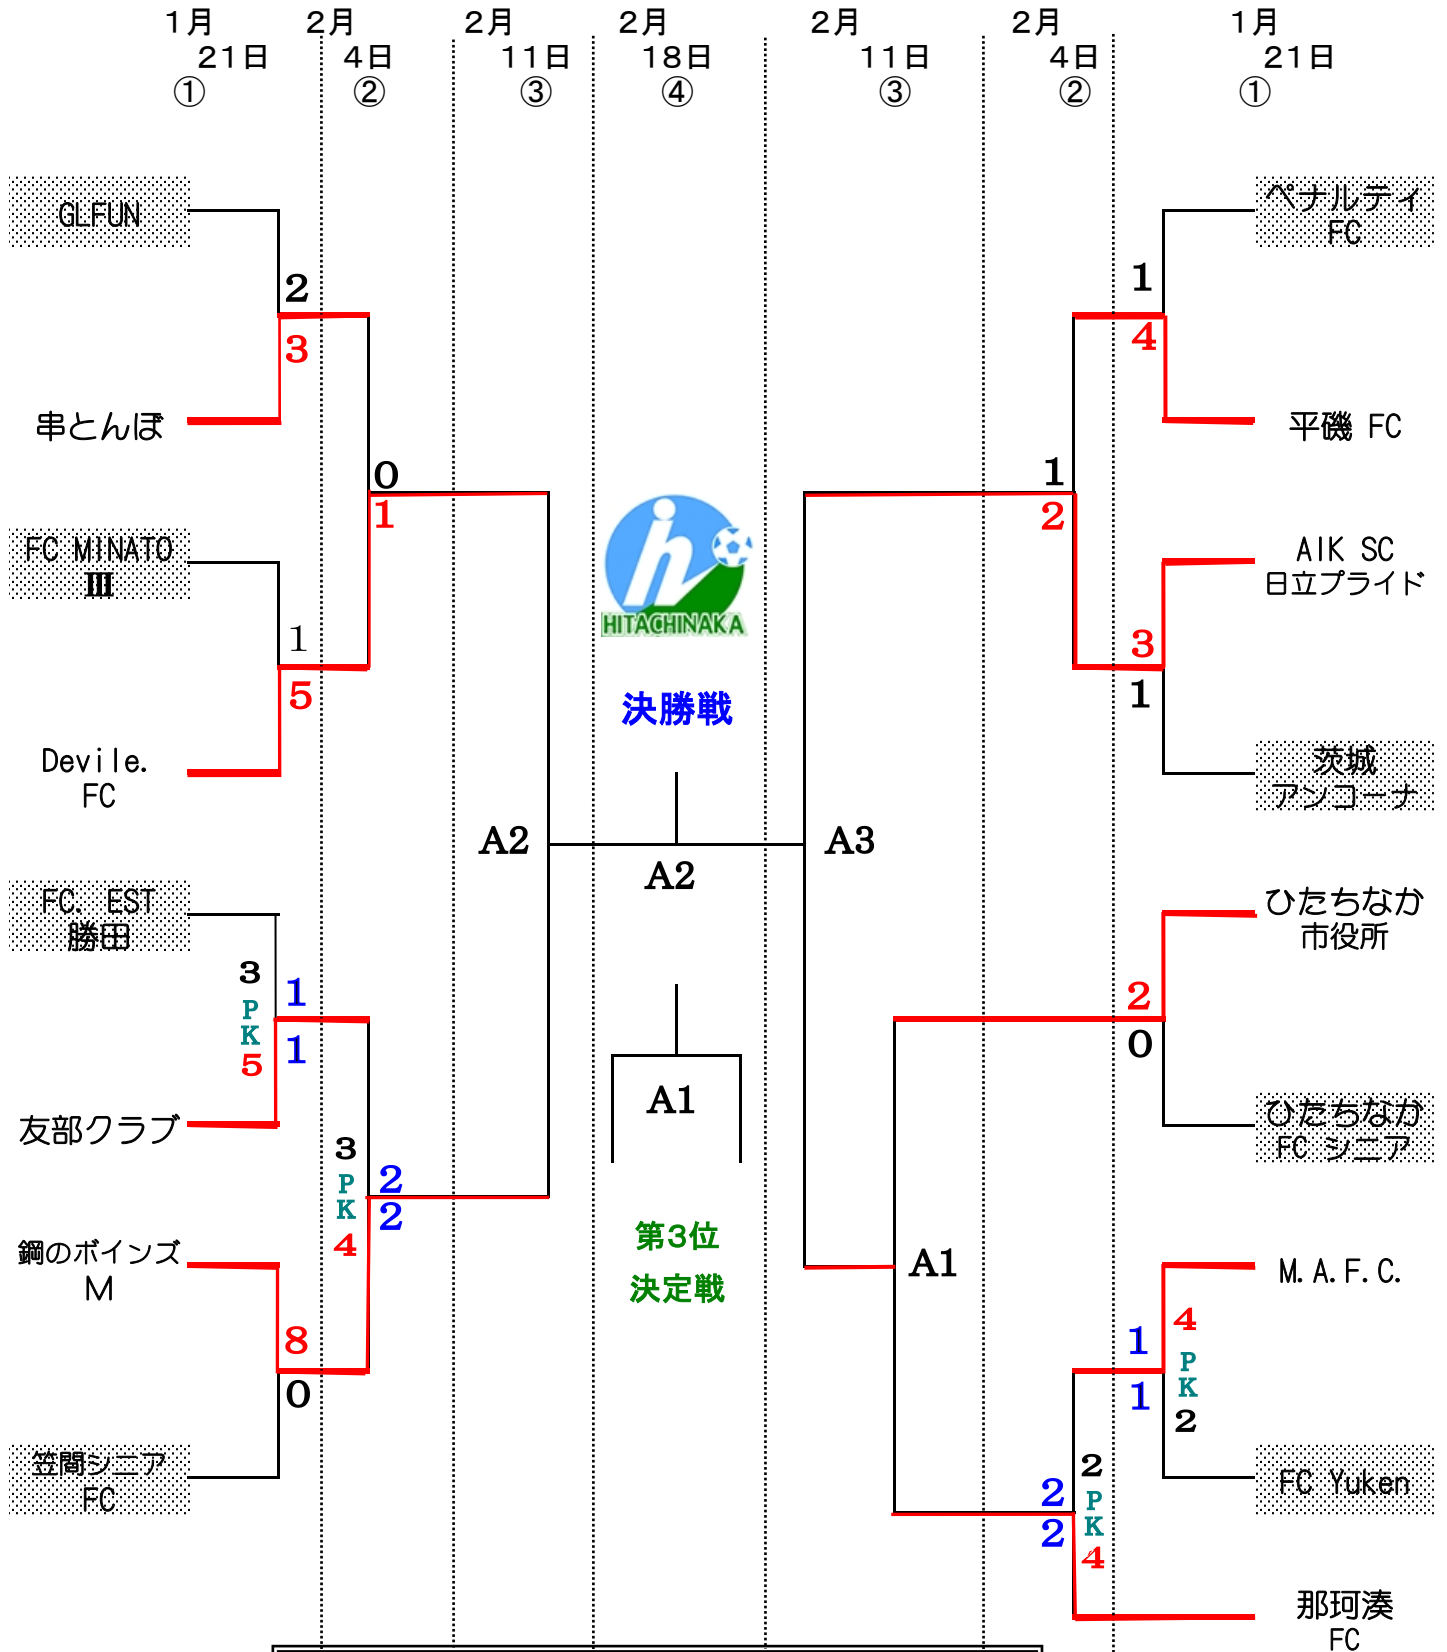 1月 2月 2月 2月 2月 2月 1月
21日 4日 11日 18日 11日 4日 21日
① ② ③ ④ ③ ② ①
GLFUN
2
3
串とんぼ
0
1
FC MINATO
Ⅲ
1
5
Devile.
FC
A2
FC. EST
勝田
3
PK
5
1
1
友部クラブ
3
PK
4
2
2
鋼のボインズ
M
8
0
笠間シニア
FC
HITACHINAKA
決勝戦
A2
A1
第3位
決定戦
ペナルティ
FC
1
4
平磯 FC
1
2
AIK SC
日立プライド
3
1
茨城
アンコーナ
A3
ひたちなか
市役所
2
0
ひたちなか
FC シニア
A1
M.A.F.C.
1
1
4
PK
2
FC Yuken
2
2
2
PK
4
那珂湊
FC